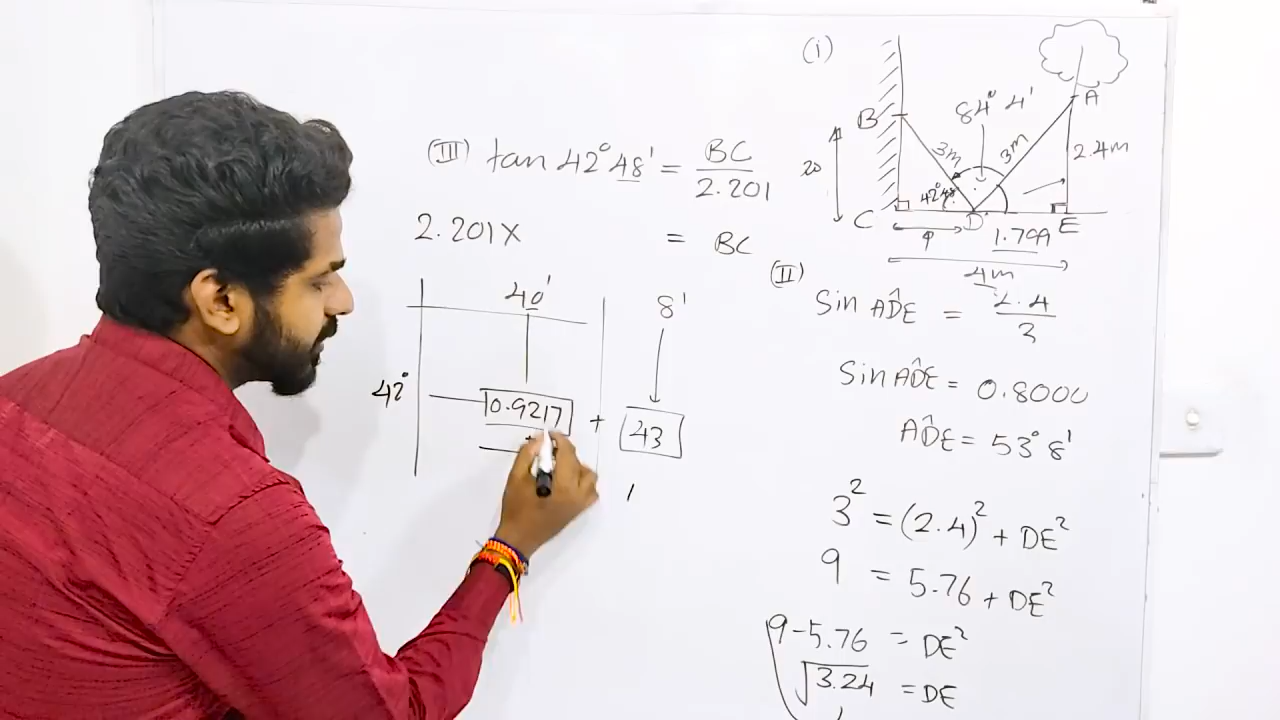 (III) tan 42° 48' = BC / 2.201
2.201 X = BC
40' 8'
42° 0.9217 + 43
(i)
A
84° 4'
B
3m 3m
2.4m
20
42° 48'
C D E
1.799
4m
(II)
Sin AD̂E = 2.4 / 3
Sin AD̂E = 0.8000
AD̂E = 53° 8'
3² = (2.4)² + DE²
9 = 5.76 + DE²
9 - 5.76 = DE²
√3.24 = DE